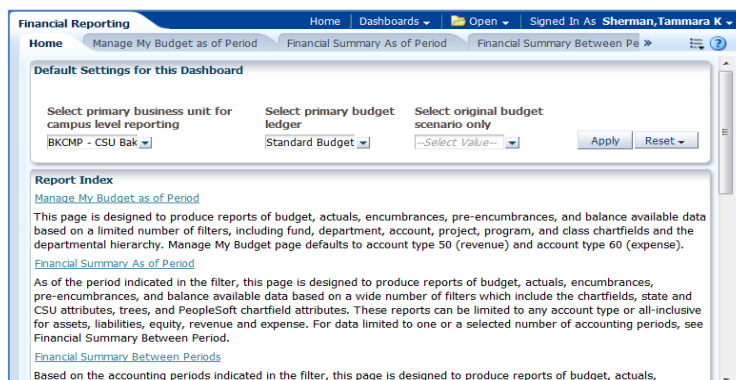 Financial Reporting
Home Dashboards Open Signed In As Sherman,Tammara K
Home Manage My Budget as of Period Financial Summary As of Period Financial Summary Between Pe »
Default Settings for this Dashboard
Select primary business unit for campus level reporting
Select primary budget ledger
Select original budget scenario only
BKCMP - CSU Bak
Standard Budget
--Select Value--
Apply Reset
Report Index
Manage My Budget as of Period
This page is designed to produce reports of budget, actuals, encumbrances, pre-encumbrances, and balance available data
based on a limited number of filters, including fund, department, account, project, program, and class chartfields and the
departmental hierarchy. Manage My Budget page defaults to account type 50 (revenue) and account type 60 (expense).
Financial Summary As of Period
As of the period indicated in the filter, this page is designed to produce reports of budget, actuals, encumbrances,
pre-encumbrances, and balance available data based on a wide number of filters which include the chartfields, state and
CSU attributes, trees, and PeopleSoft chartfield attributes. These reports can be limited to any account type or all-inclusive
for assets, liabilities, equity, revenue and expense. For data limited to one or a selected number of accounting periods, see
Financial Summary Between Period.
Financial Summary Between Periods
Based on the accounting periods indicated in the filter, this page is designed to produce reports of budget, actuals,